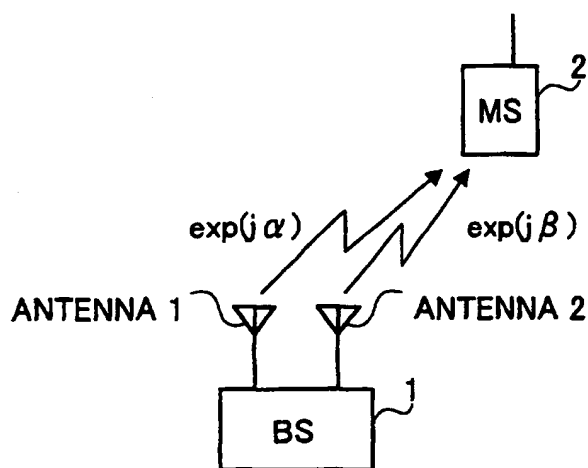 2
MS
exp(jα)
exp(jβ)
ANTENNA 1
ANTENNA 2
1
BS